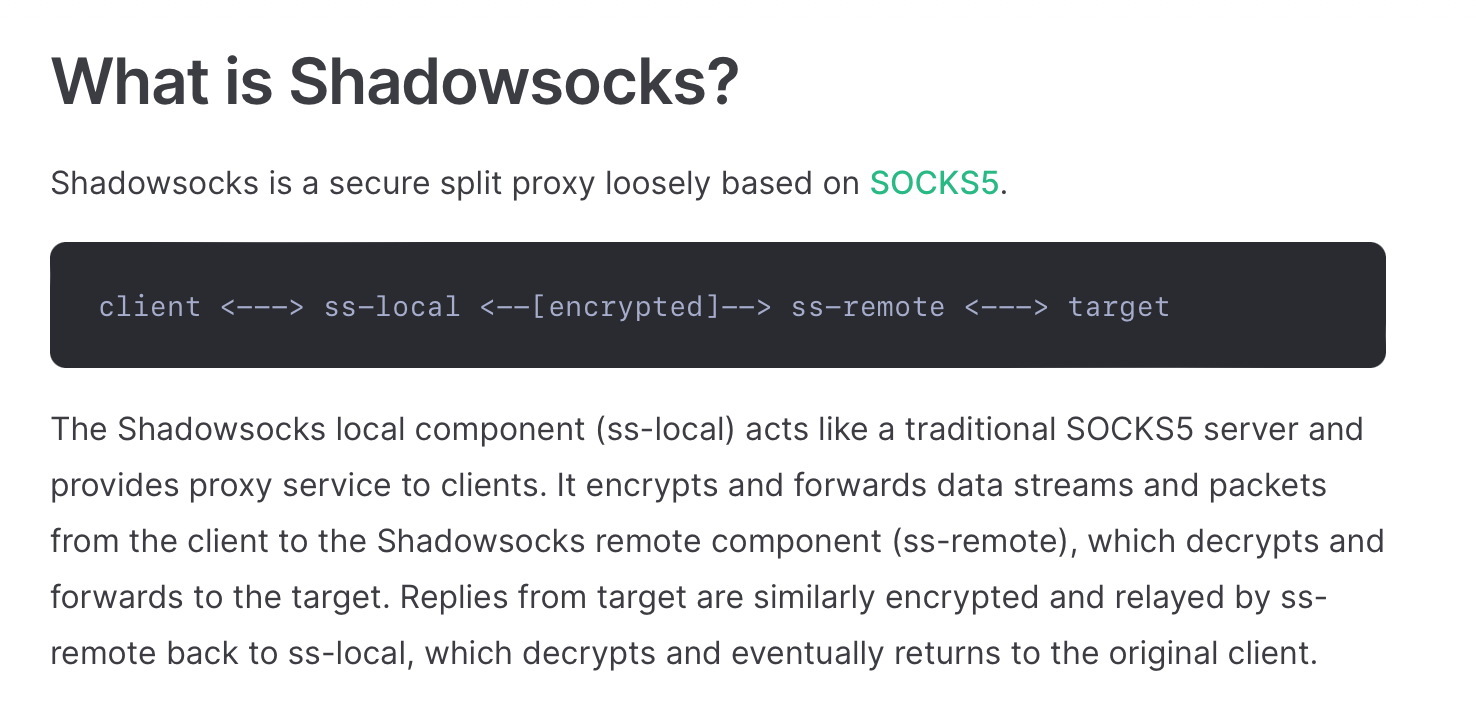 What is Shadowsocks?
Shadowsocks is a secure split proxy loosely based on SOCKS5.
client <---> ss-local <--[encrypted]--> ss-remote <---> target
The Shadowsocks local component (ss-local) acts like a traditional SOCKS5 server and
provides proxy service to clients. It encrypts and forwards data streams and packets
from the client to the Shadowsocks remote component (ss-remote), which decrypts and
forwards to the target. Replies from target are similarly encrypted and relayed by ss-
remote back to ss-local, which decrypts and eventually returns to the original client.